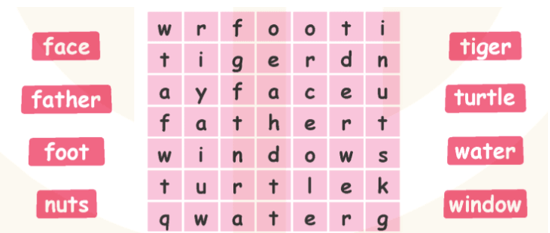 face
father
foot
nuts
w r f o o t i
t i g e r d n
a y f a c e u
f a t h e r t
w i n d o w s
t u r t l e k
q w a t e r g
tiger
turtle
water
window